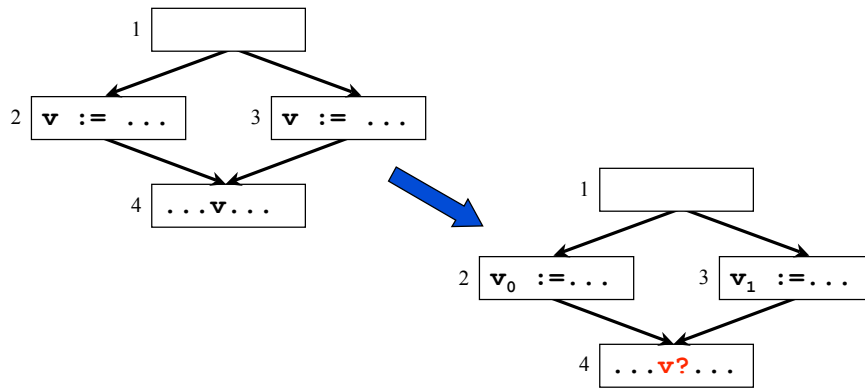 1
2 v := ...
3 v := ...
4 ...v...
1
2 v₀ :=...
3 v₁ :=...
4 ...v?...